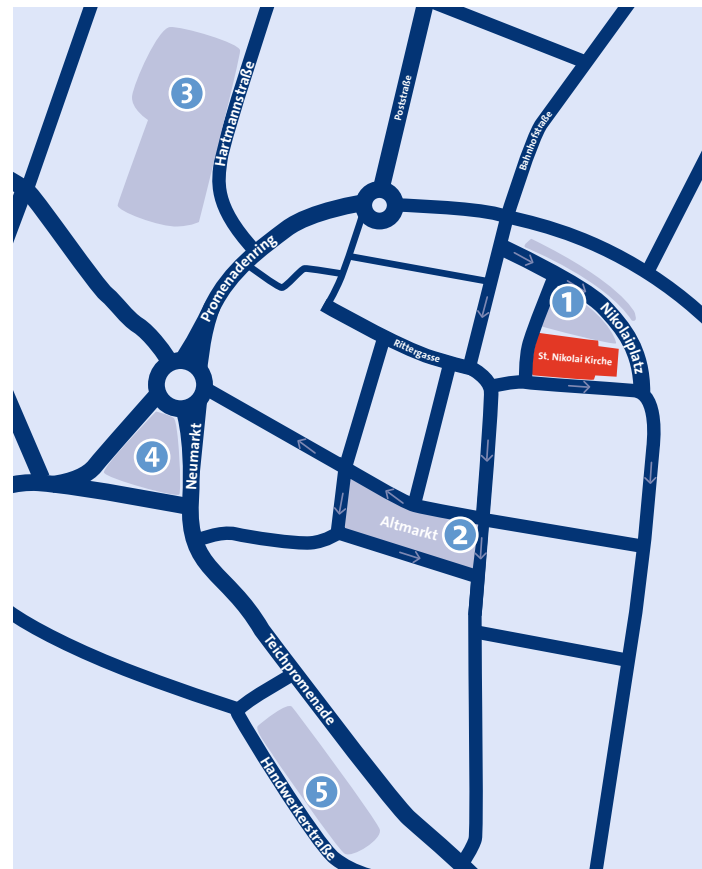 3
Hartmannstraße
Poststraße
Bahnhofstraße
Promenadenring
1
Nikolaiplatz
Rittergasse
St. Nikolai Kirche
4
Neumarkt
Altmarkt
2
Teichpromenade
5
Handwerkerstraße